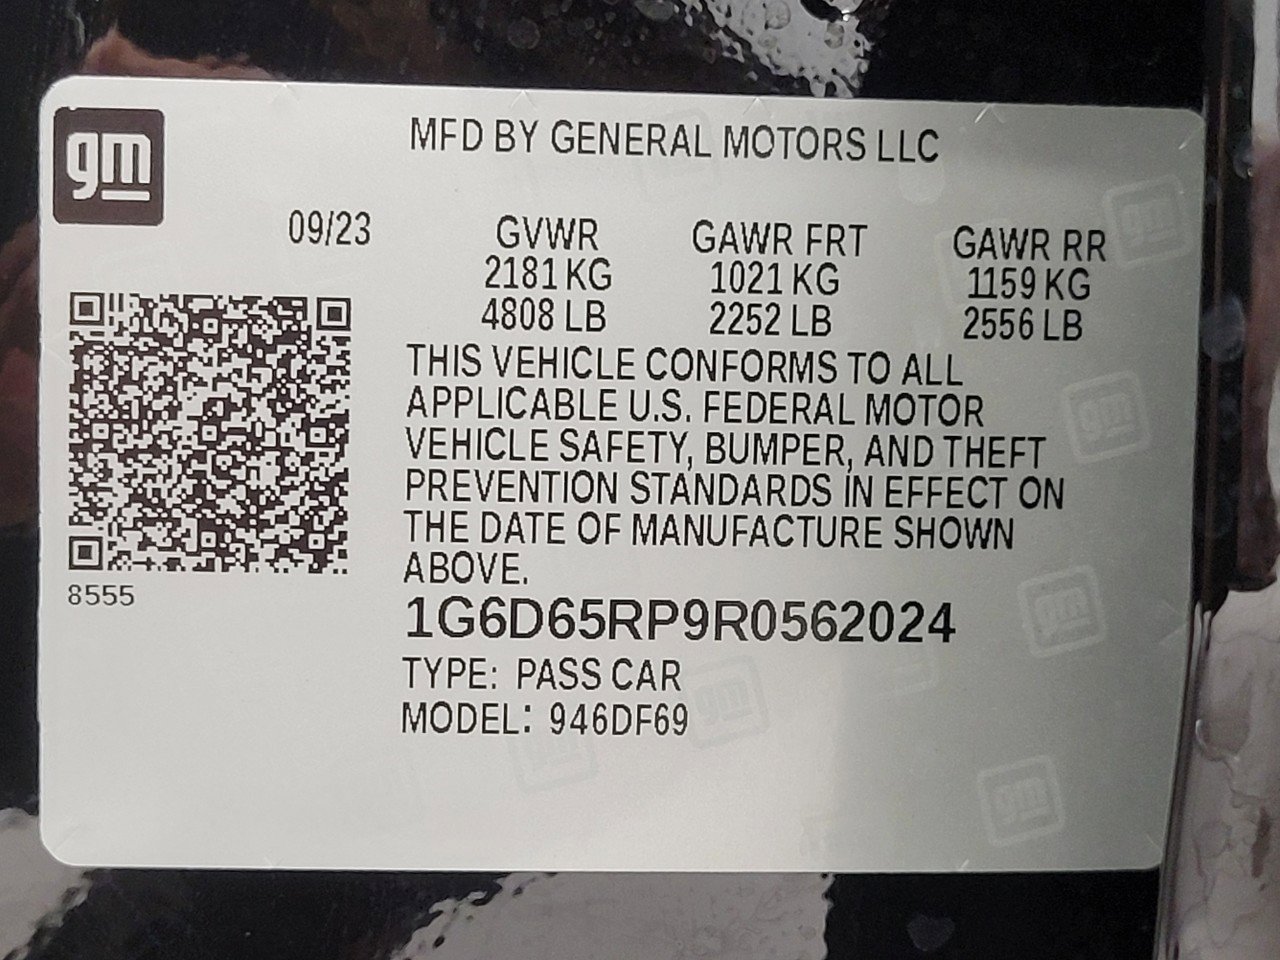 gm
MFD BY GENERAL MOTORS LLC
09/23 GVWR GAWR FRT GAWR RR
2181 KG 1021 KG 1159 KG
4808 LB 2252 LB 2556 LB
THIS VEHICLE CONFORMS TO ALL
APPLICABLE U.S. FEDERAL MOTOR
VEHICLE SAFETY, BUMPER, AND THEFT
PREVENTION STANDARDS IN EFFECT ON
THE DATE OF MANUFACTURE SHOWN
ABOVE.
8555
1G6D65RP9R0562024
TYPE: PASS CAR
MODEL: 946DF69